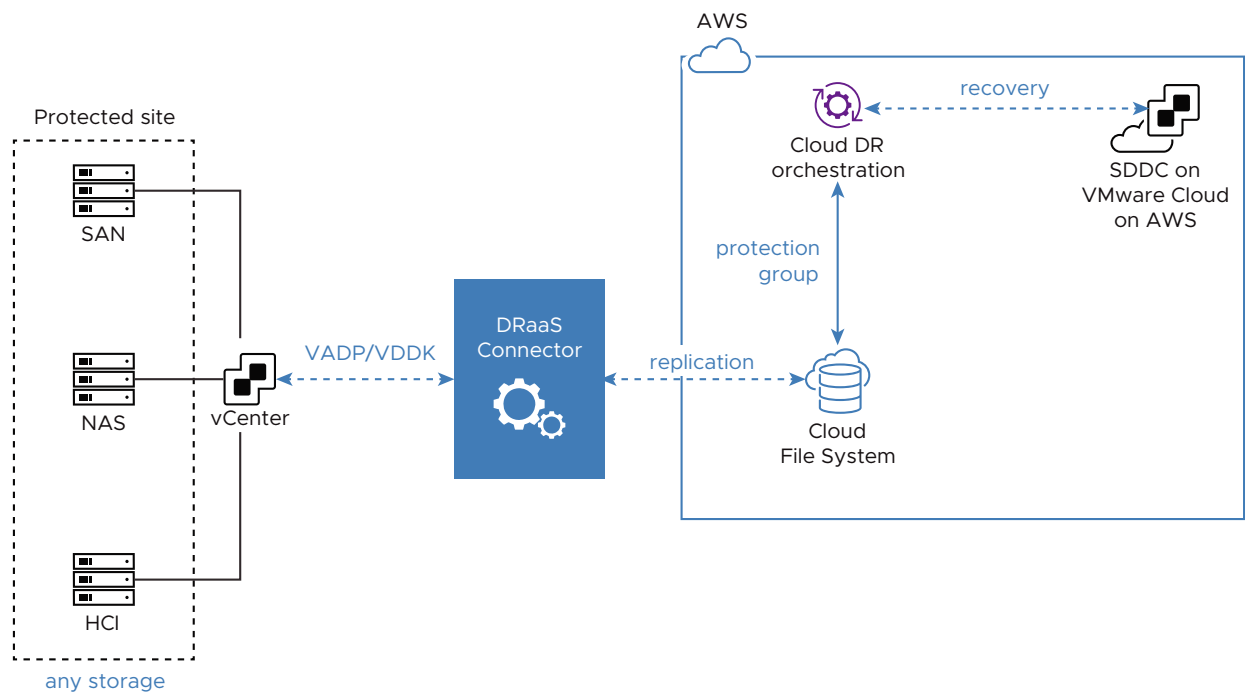 AWS
Protected site
SAN
NAS
HCI
any storage
vCenter
VADP/VDDK
DRaaS
Connector
replication
Cloud
File System
protection
group
Cloud DR
orchestration
recovery
SDDC on
VMware Cloud
on AWS